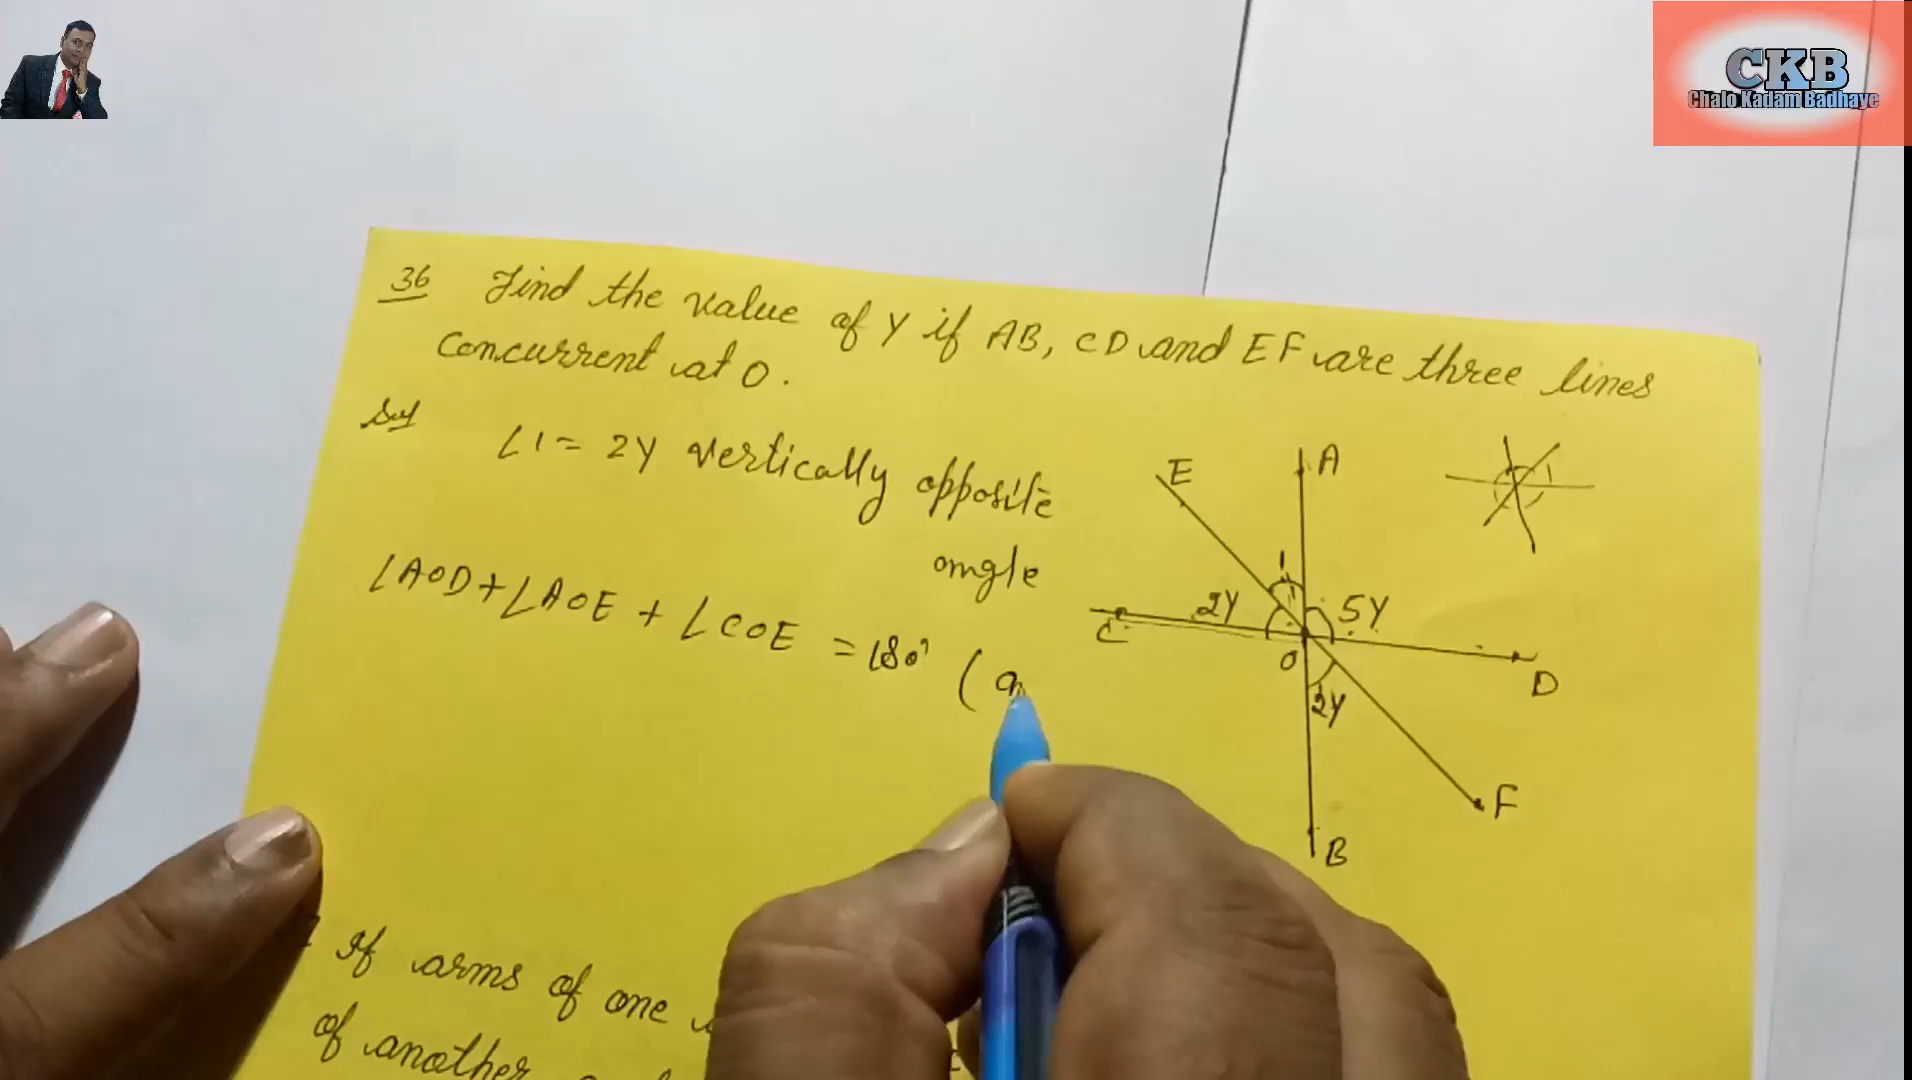 CKB
Chalo Kadam Badhaye
36 Find the value of Y if AB, CD and EF are three lines
concurrent at O.
Sol
∠1 = 2Y vertically opposite
angle
∠AOD + ∠AOE + ∠COE = 180° (
E
A
1
2Y
5Y
C
O
D
2Y
F
B
If arms of one
of another